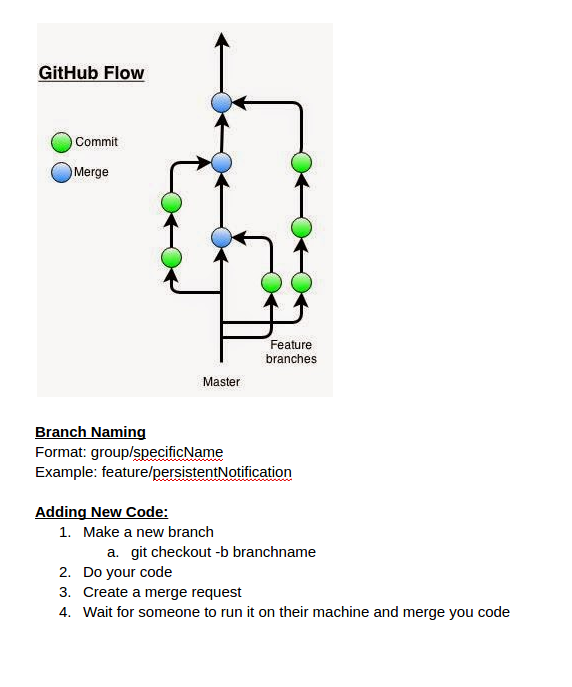 GitHub Flow
Commit
Merge
Feature
branches
Master
Branch Naming
Format: group/specificName
Example: feature/persistentNotification
Adding New Code:
1. Make a new branch
a. git checkout -b branchname
2. Do your code
3. Create a merge request
4. Wait for someone to run it on their machine and merge you code